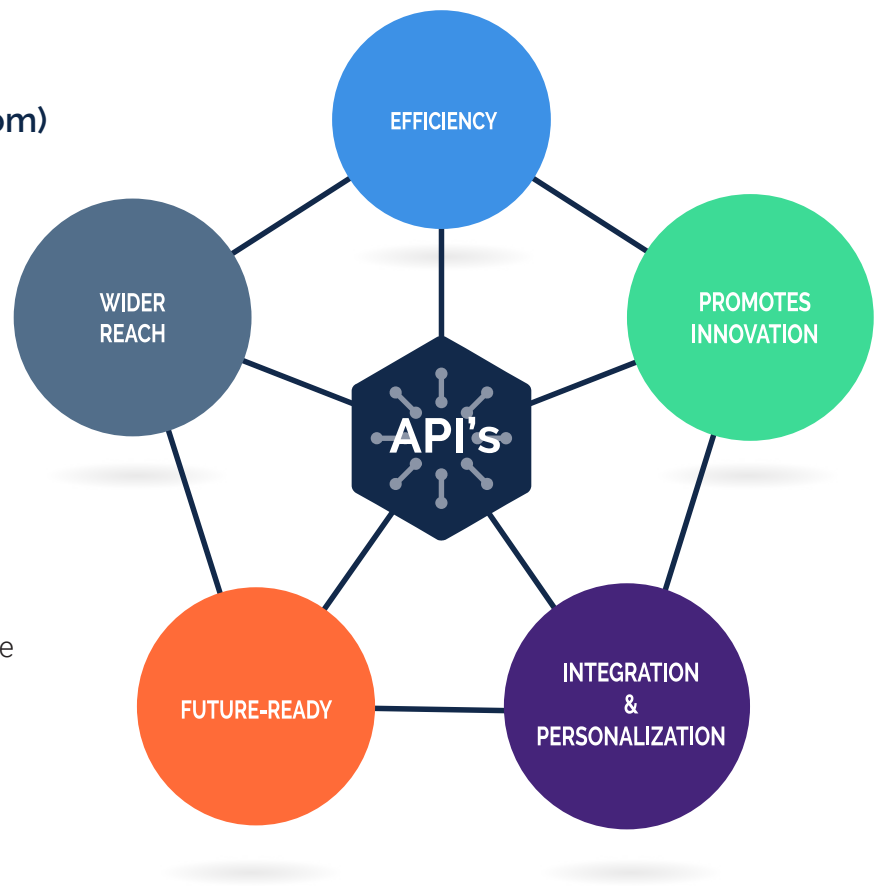 om)
EFFICIENCY
WIDER
REACH
PROMOTES
INNOVATION
API's
e
INTEGRATION
&
PERSONALIZATION
FUTURE-READY